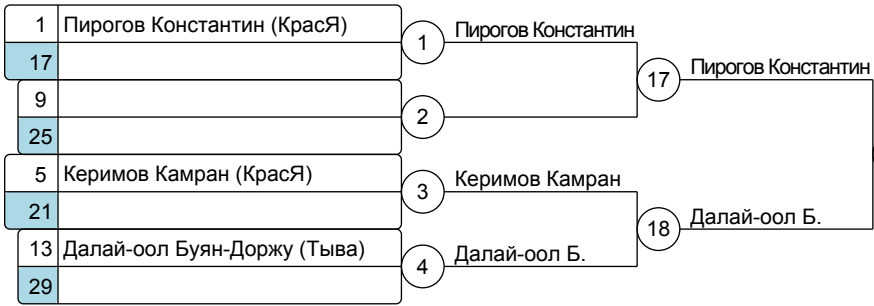 1 Пирогов Константин (КрасЯ)
17
1 Пирогов Константин
9
25
2
17 Пирогов Константин
5 Керимов Камран (КрасЯ)
21
3 Керимов Камран
13 Далай-оол Буян-Доржу (Тыва)
29
4 Далай-оол Б.
18 Далай-оол Б.